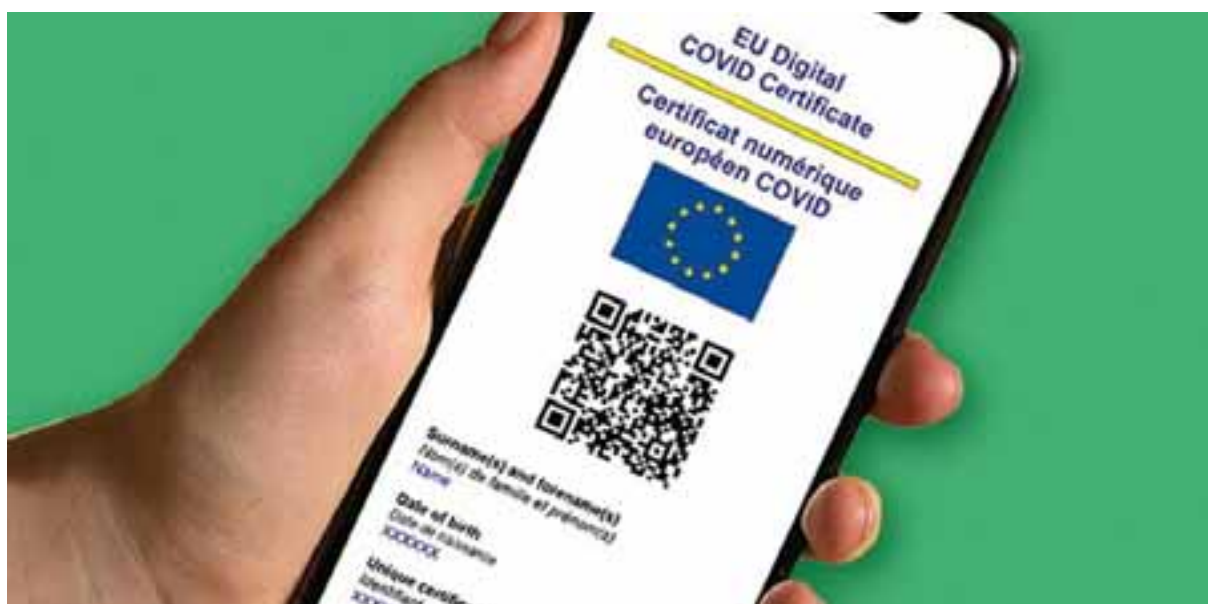 EU Digital
COVID Certificate
Certificat numérique
européen COVID
Surname(s) and forename(s)
Nom(s) de famille et prénom(s)
Name
Date of birth
Date de naissance
XXXXXX
Unique